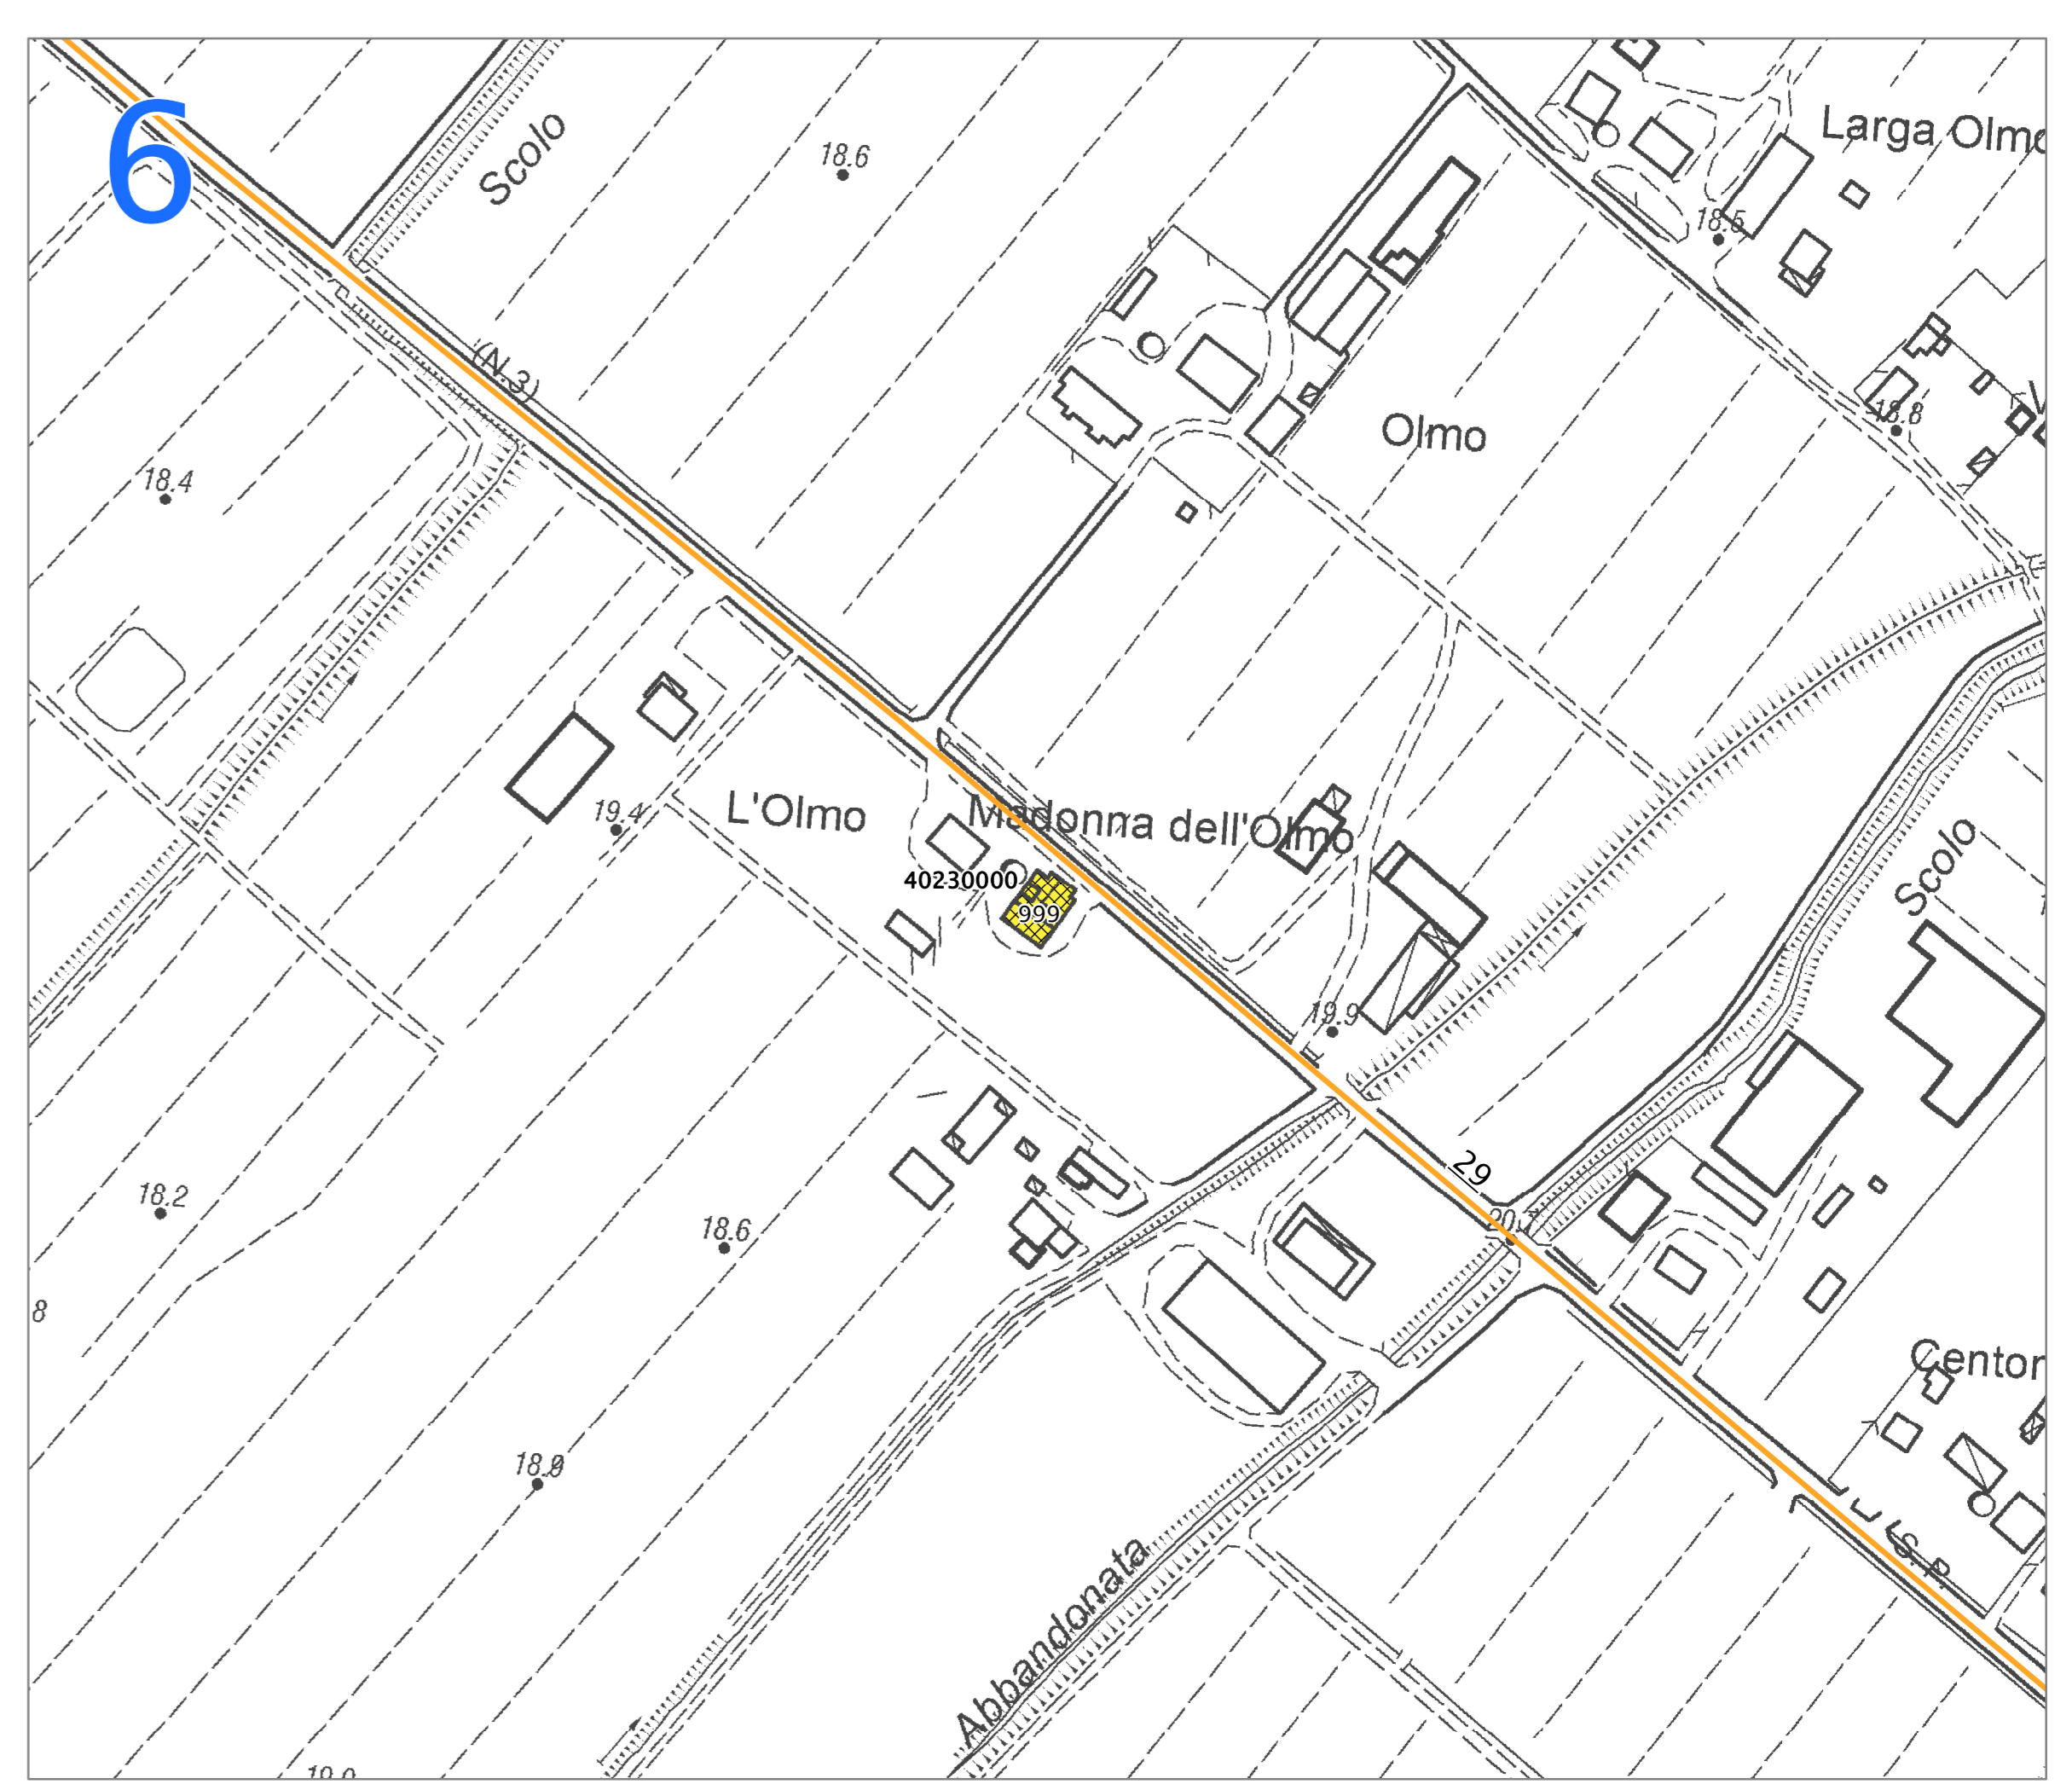 6
Scolo
18.6
Larga Olmo
18.5
(N.3)
Olmo
18.8
18.4
19.4
L'Olmo
Madonna dell'Olmo
Scolo
40230000
999
19.9
29
18.2
18.6
8
Centor
Abbandonata
S. P.